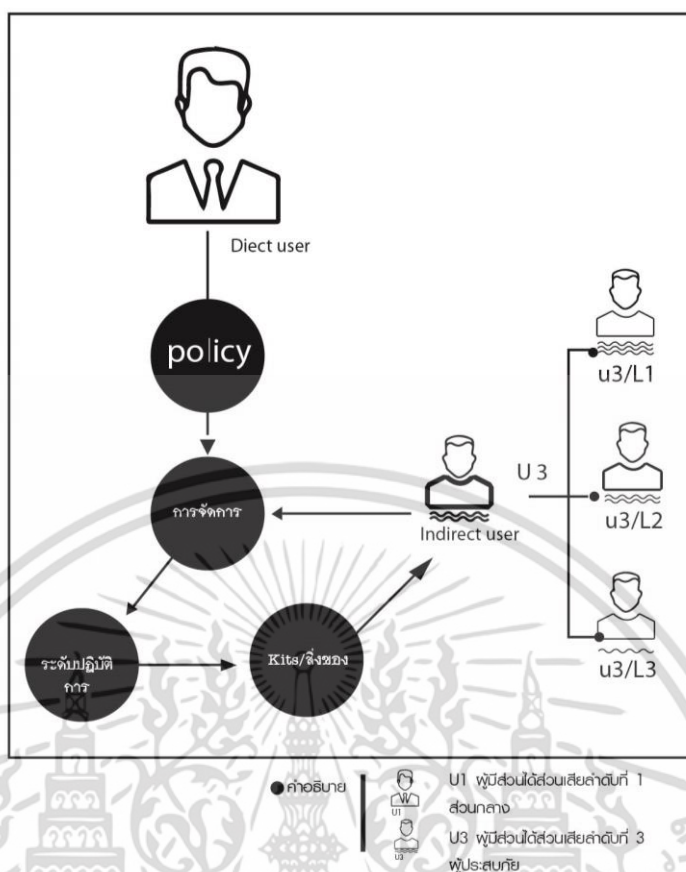 Diect user
policy
การจัดการ
ระดับปฏิบัติ
การ
Kits/สิ่งของ
Indirect user
U 3
u3/L1
u3/L2
u3/L3
คำอธิบาย
U1
U1 ผู้มีส่วนได้ส่วนเสียลำดับที่ 1
ส่วนกลาง
U3
U3 ผู้มีส่วนได้ส่วนเสียลำดับที่ 3
ผู้ประสบภัย